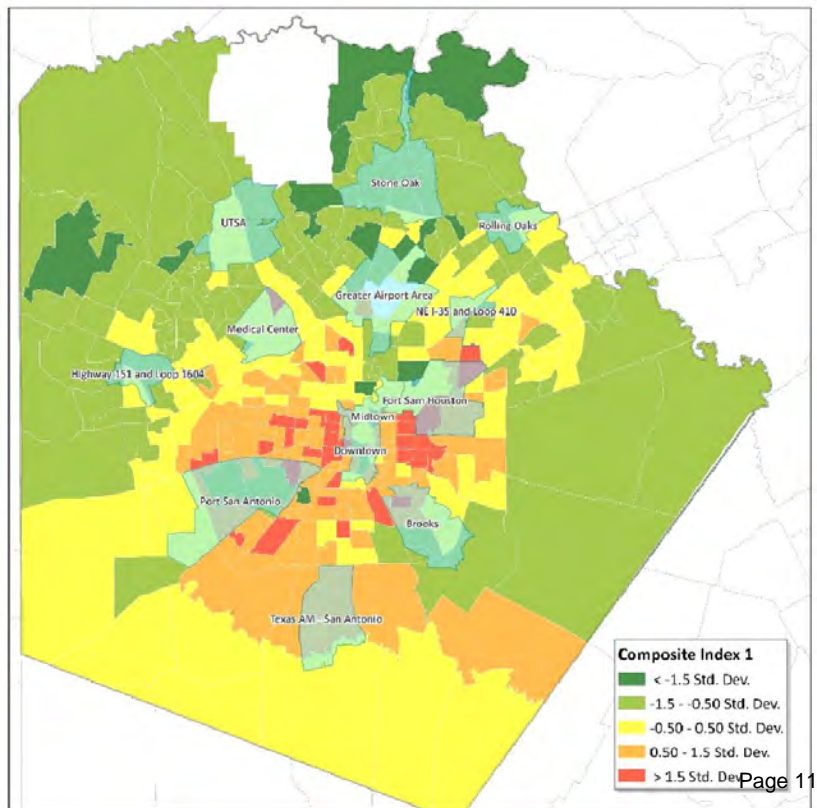 Stone Oak
UTSA
Rolling Oaks
Greater Airport Area
NE I-35 and Loop 410
Medical Center
Highway 151 and Loop 1604
Fort Sam Houston
Midtown
Downtown
Port San Antonio
Brooks
Texas AM - San Antonio
Composite Index 1
< -1.5 Std. Dev.
-1.5 - -0.50 Std. Dev.
-0.50 - 0.50 Std. Dev.
0.50 - 1.5 Std. Dev.
> 1.5 Std. Dev.
Page 11